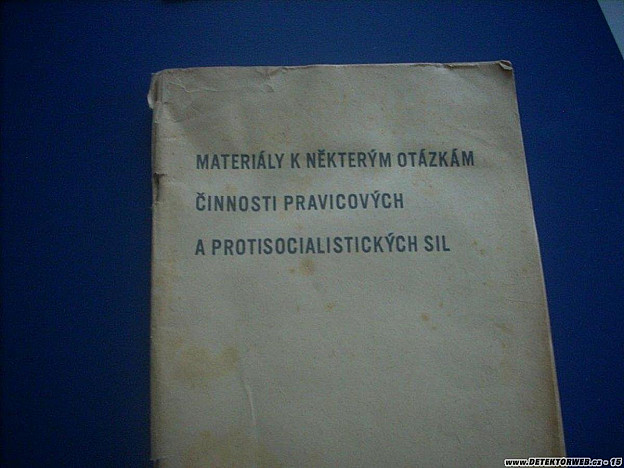 MATERIÁLY K NĚKTERÝM OTÁZKÁM
ČINNOSTI PRAVICOVÝCH
A PROTISOCIALISTICKÝCH SIL
www.DETEKTORWEB.cz - 15